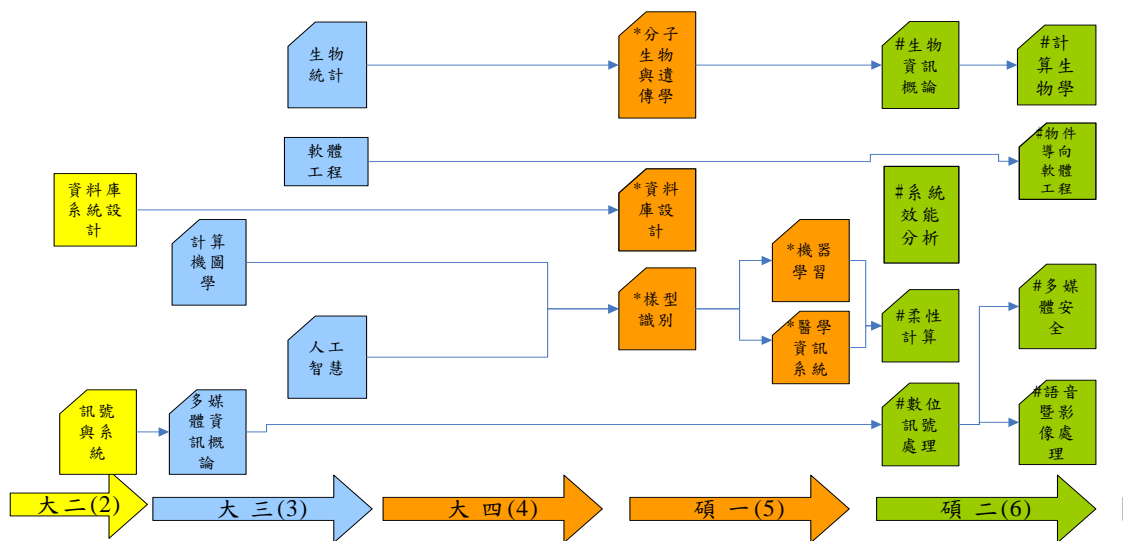 生物
統計
*分子
生物
與遺
傳學
#生物
資訊
概論
#計
算生
物學
軟體
工程
#物件
導向
軟體
工程
資料庫
系統設
計
*資料
庫設
計
#系統
效能
分析
計算
機圖
學
*樣型
識別
*機器
學習
*醫學
資訊
系統
#柔性
計算
#多媒
體安
全
人工
智慧
訊號
與系
統
多媒
體資
訊概
論
#數位
訊號
處理
#語音
暨影
像處
理
大二(2)
大三(3)
大四(4)
碩一(5)
碩二(6)